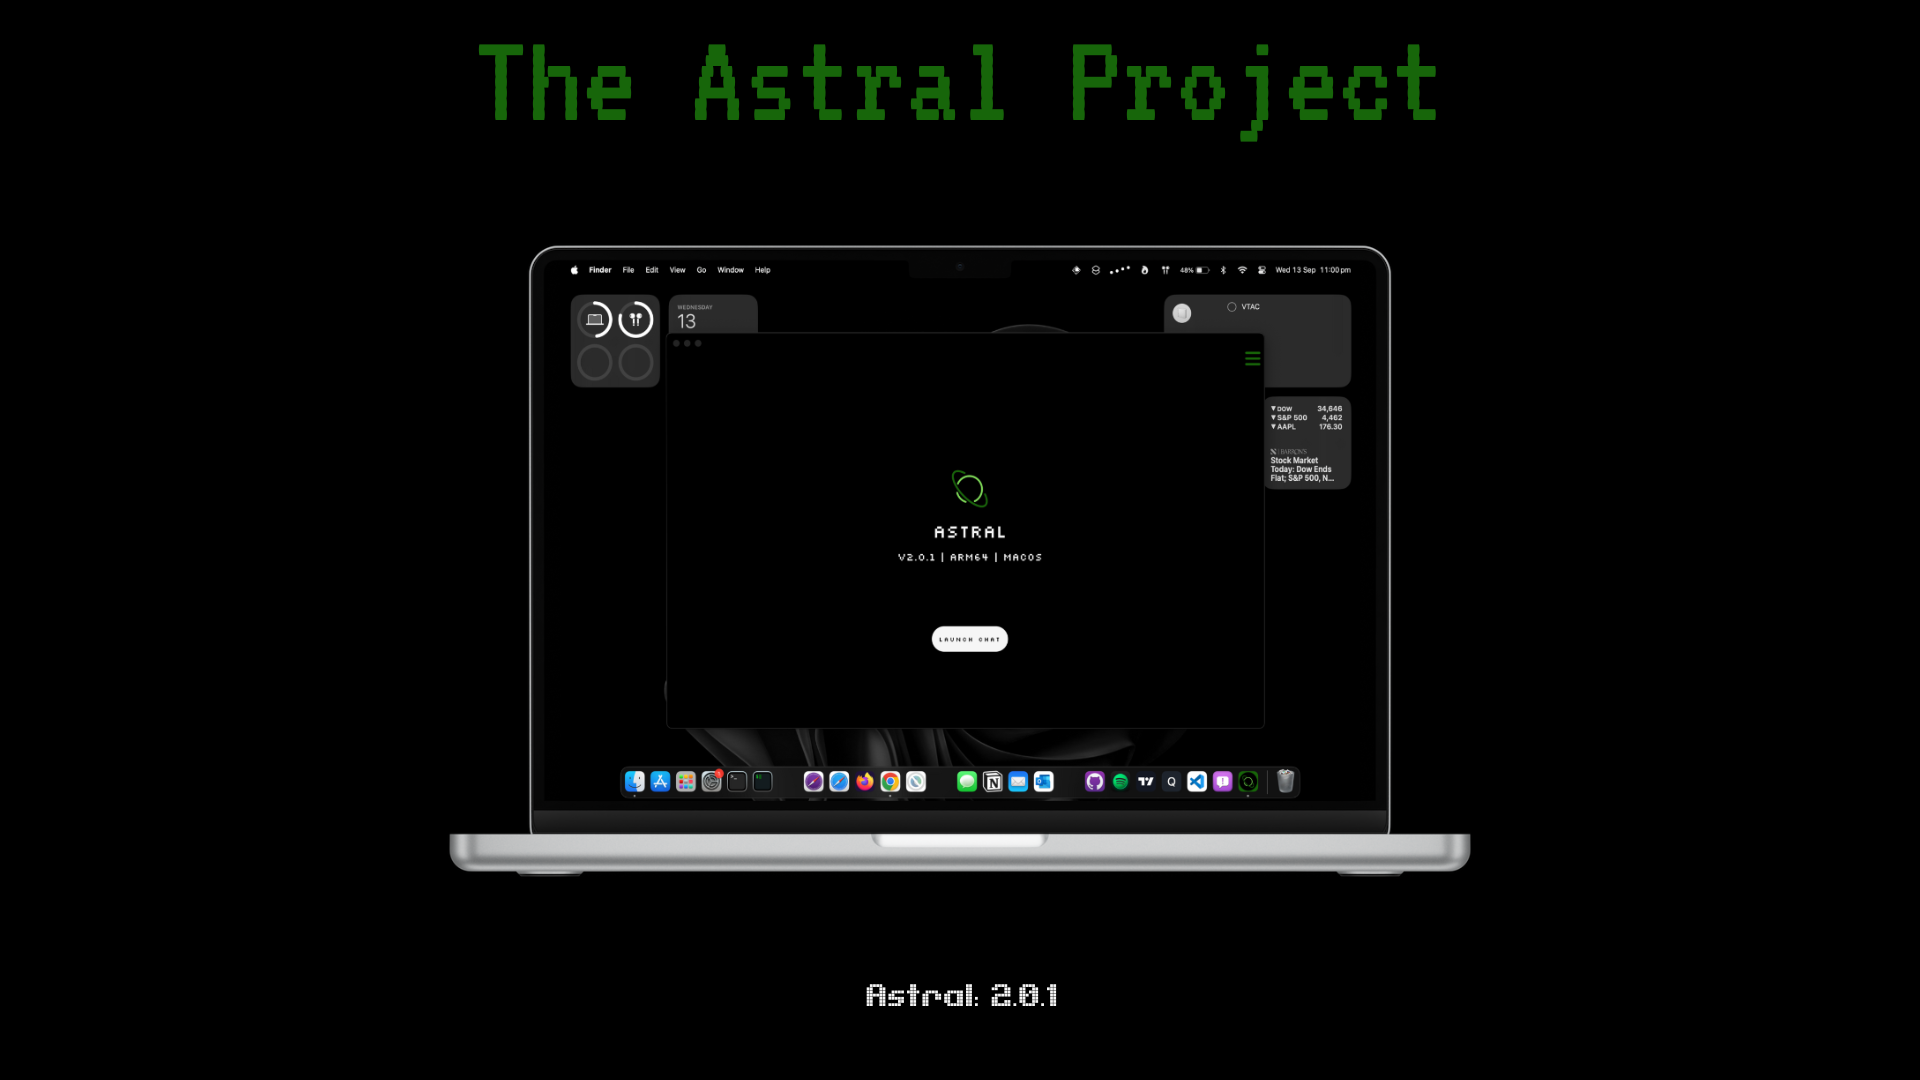 The Astral Project
Finder File Edit View Go Window Help
48% Wed 13 Sep 11:00 pm
WEDNESDAY
13
VTAC
▼DOW 34,646
▼S&P 500 4,462
▼AAPL 176.30
BARRON'S
Stock Market
Today: Dow Ends
Flat; S&P 500, N...
ASTRAL
V2.0.1 | ARM64 | MACOS
LAUNCH CHAT
Astral: 2.0.1